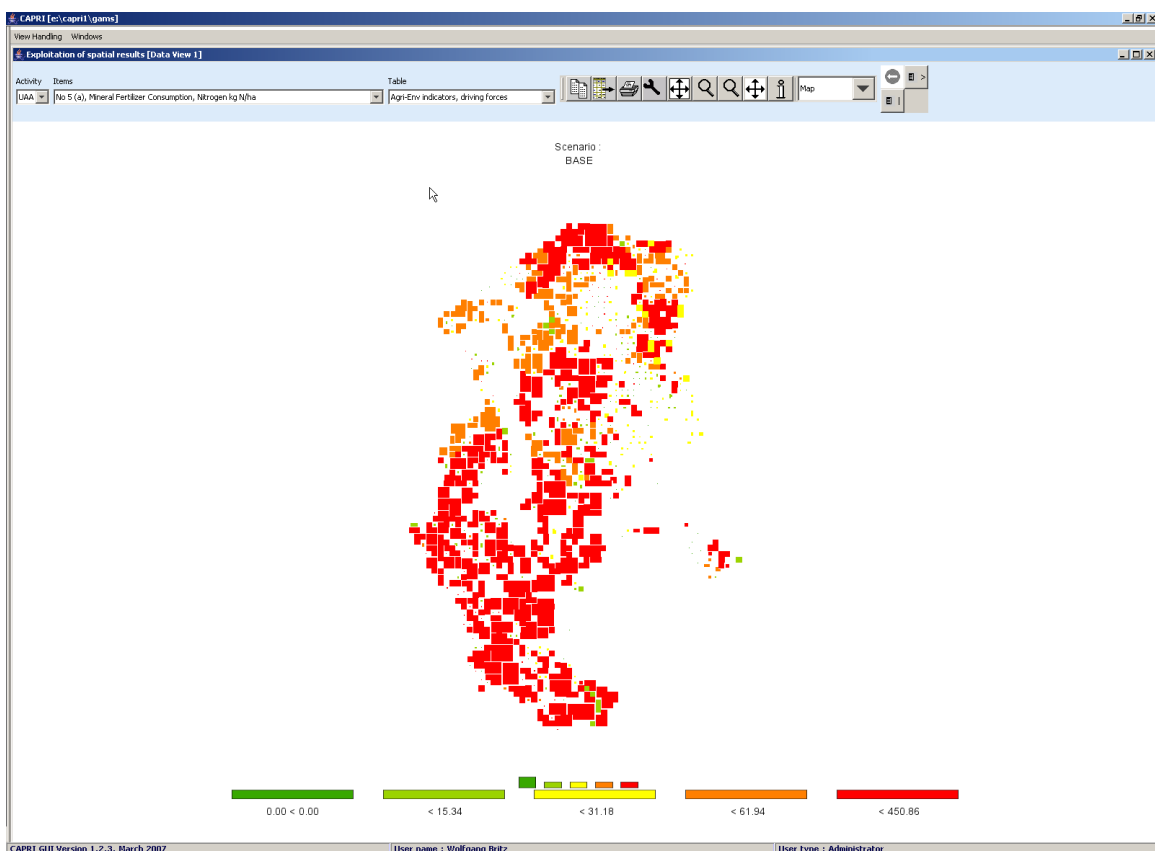 CAPRI [e:\capri1\gams]
View Handling Windows
Exploitation of spatial results [Data View 1]
Activity Items Table
UAA No 5 (a), Mineral Fertilizer Consumption, Nitrogen kg N/ha Agri-Env indicators, driving forces Map
Scenario :
BASE
0.00 < 0.00 < 15.34 < 31.18 < 61.94 < 450.86
CAPRI GUI Version 1.2.3, March 2007 User name : Wolfgang Britz User type : Administrator